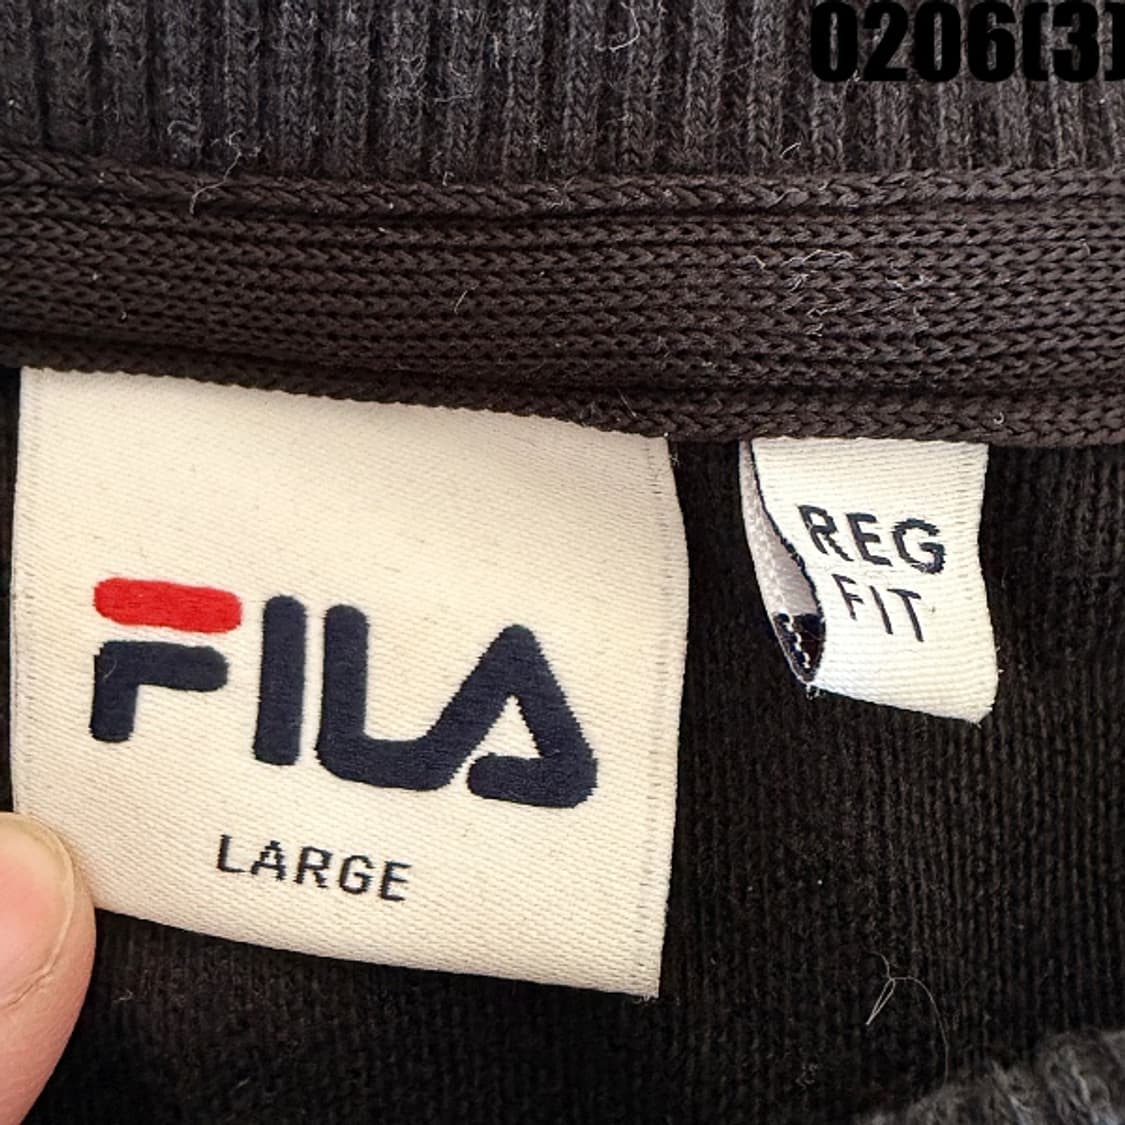 0206(3)
FILA
LARGE
REG
FIT